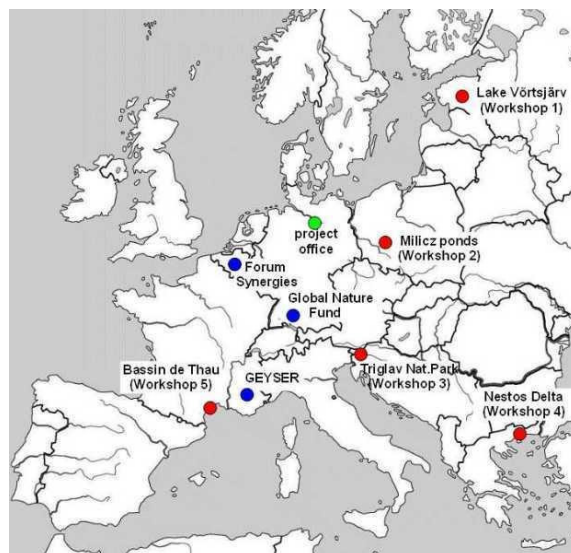 Lake Võrtsjärv
(Workshop 1)
project
office
Milicz ponds
(Workshop 2)
Forum
Synergies
Global Nature
Fund
Bassin de Thau
(Workshop 5)
GEYSER
Triglav Nat.Park
(Workshop 3)
Nestos Delta
(Workshop 4)